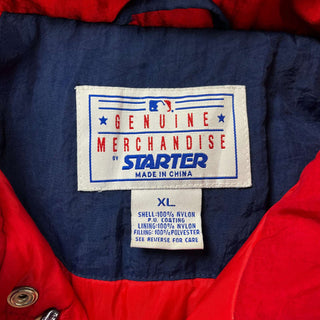 GENUINE
MERCHANDISE
BY STARTER
MADE IN CHINA
XL
SHELL:100% NYLON
P.U. COATING
LINING:100% NYLON
FILLING:100% POLYESTER
SEE REVERSE FOR CARE